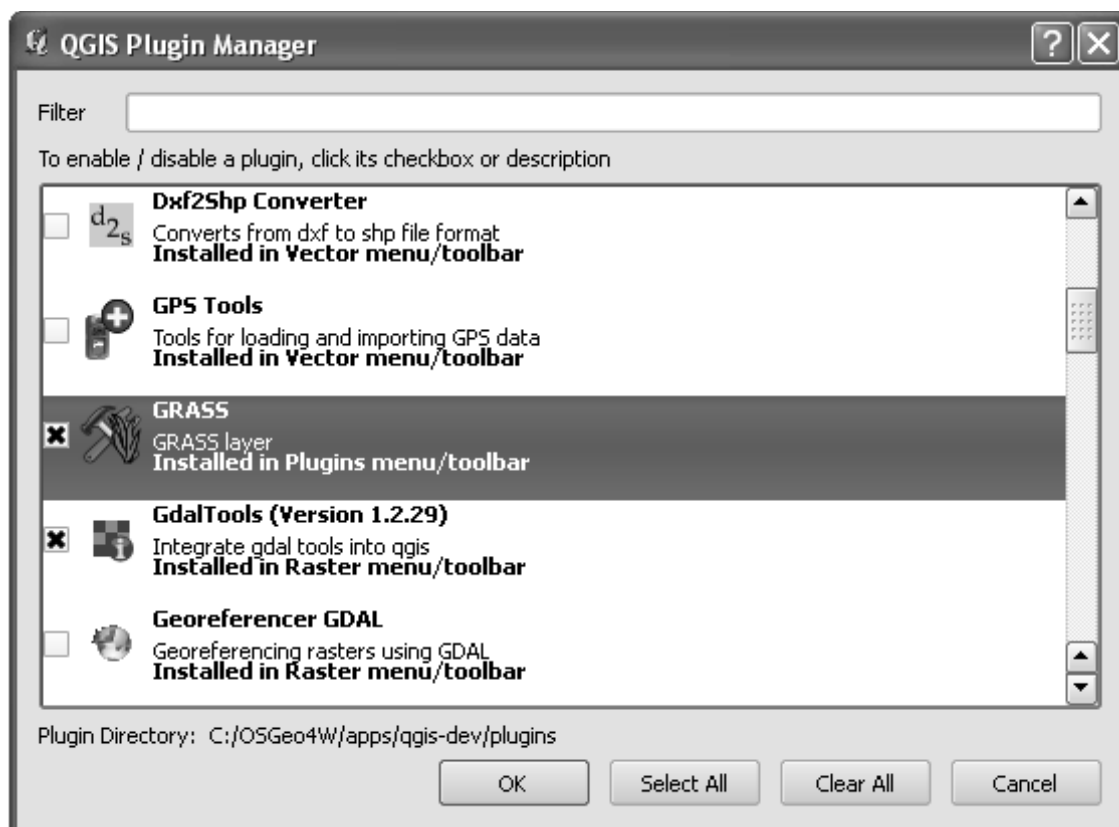 QGIS Plugin Manager
Filter
To enable / disable a plugin, click its checkbox or description
d2s
Dxf2Shp Converter
Converts from dxf to shp file format
Installed in Vector menu/toolbar
GPS Tools
Tools for loading and importing GPS data
Installed in Vector menu/toolbar
GRASS
GRASS layer
Installed in Plugins menu/toolbar
GdalTools (Version 1.2.29)
Integrate gdal tools into qgis
Installed in Raster menu/toolbar
Georeferencer GDAL
Georeferencing rasters using GDAL
Installed in Raster menu/toolbar
Plugin Directory: C:/OSGeo4W/apps/qgis-dev/plugins
OK Select All Clear All Cancel